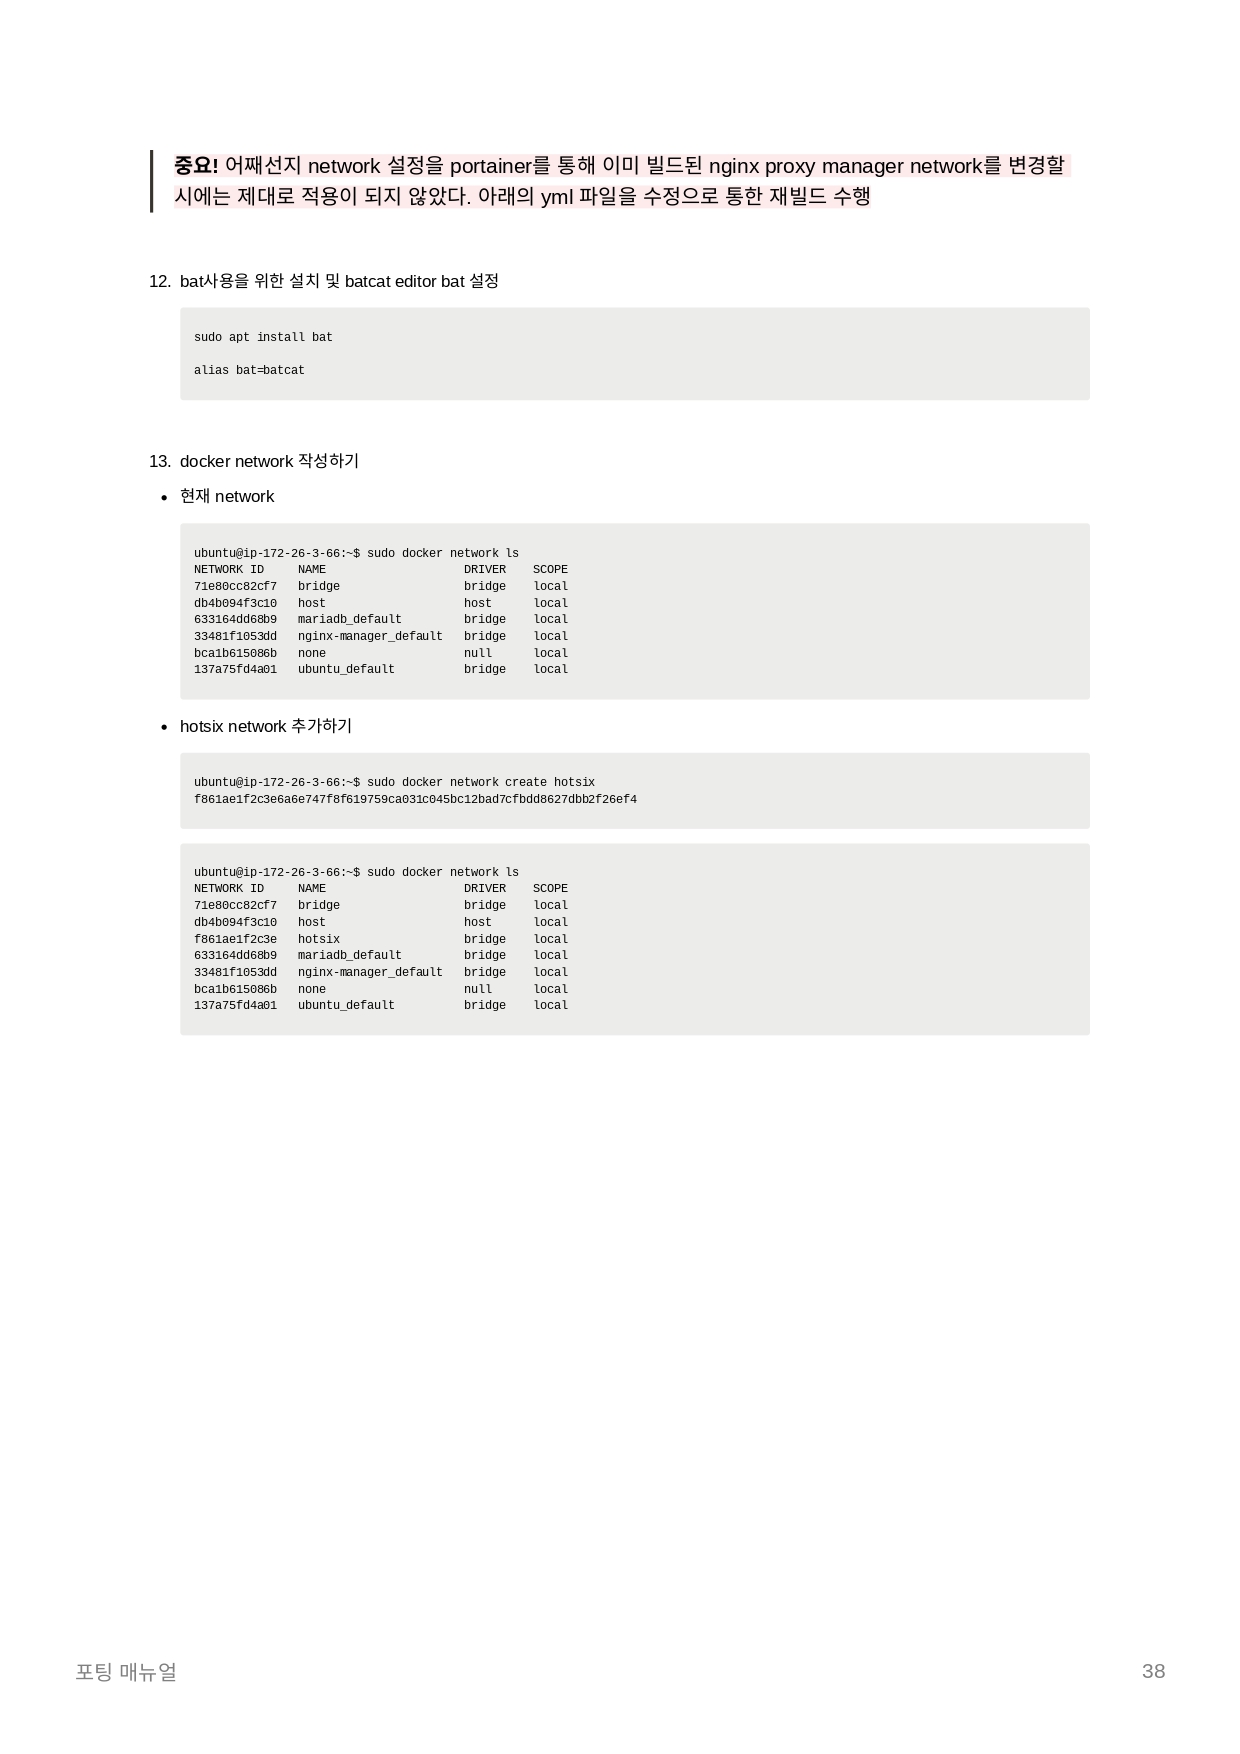 중요! 어째선지 network 설정을 portainer를 통해 이미 빌드된 nginx proxy manager network를 변경할
시에는 제대로 적용이 되지 않았다. 아래의 yml 파일을 수정으로 통한 재빌드 수행
12. bat사용을 위한 설치 및 batcat editor bat 설정
sudo apt install bat
alias bat=batcat
13. docker network 작성하기
• 현재 network
ubuntu@ip-172-26-3-66:~$ sudo docker network ls
NETWORK ID     NAME                    DRIVER    SCOPE
71e80cc82cf7   bridge                  bridge    local
db4b094f3c10   host                    host      local
633164dd68b9   mariadb_default         bridge    local
33481f1053dd   nginx-manager_default   bridge    local
bca1b615086b   none                    null      local
137a75fd4a01   ubuntu_default          bridge    local
• hotsix network 추가하기
ubuntu@ip-172-26-3-66:~$ sudo docker network create hotsix
f861ae1f2c3e6a6e747f8f619759ca031c045bc12bad7cfbdd8627dbb2f26ef4
ubuntu@ip-172-26-3-66:~$ sudo docker network ls
NETWORK ID     NAME                    DRIVER    SCOPE
71e80cc82cf7   bridge                  bridge    local
db4b094f3c10   host                    host      local
f861ae1f2c3e   hotsix                  bridge    local
633164dd68b9   mariadb_default         bridge    local
33481f1053dd   nginx-manager_default   bridge    local
bca1b615086b   none                    null      local
137a75fd4a01   ubuntu_default          bridge    local
포팅 매뉴얼 38